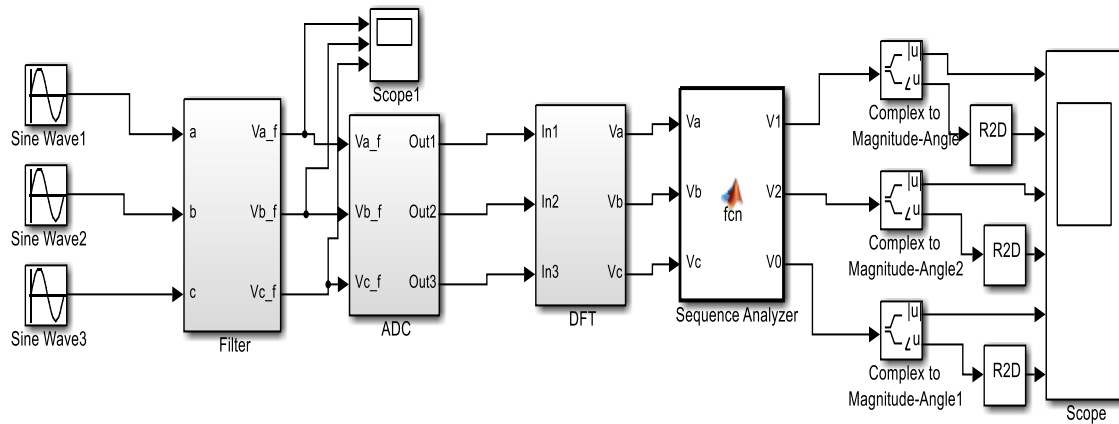 Sine Wave1
Sine Wave2
Sine Wave3
a
b
c
Va_f
Vb_f
Vc_f
Filter
Scope1
Va_f
Vb_f
Vc_f
Out1
Out2
Out3
ADC
In1
In2
In3
Va
Vb
Vc
DFT
Va
Vb
Vc
fcn
V1
V2
V0
Sequence Analyzer
|u|
∠u
Complex to
Magnitude-Angle
R2D
|u|
∠u
Complex to
Magnitude-Angle2
R2D
|u|
∠u
Complex to
Magnitude-Angle1
R2D
Scope